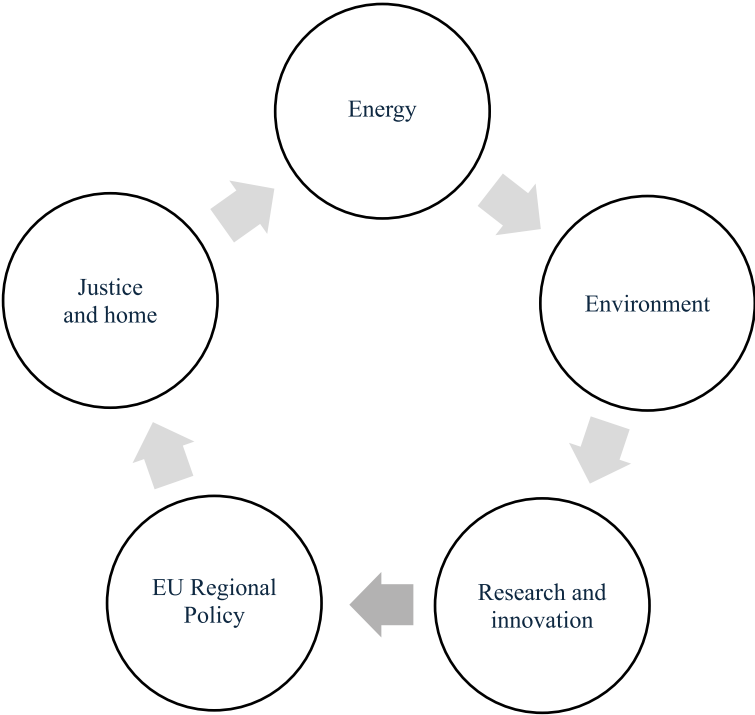 Energy
Environment
Research and
innovation
EU Regional
Policy
Justice
and home